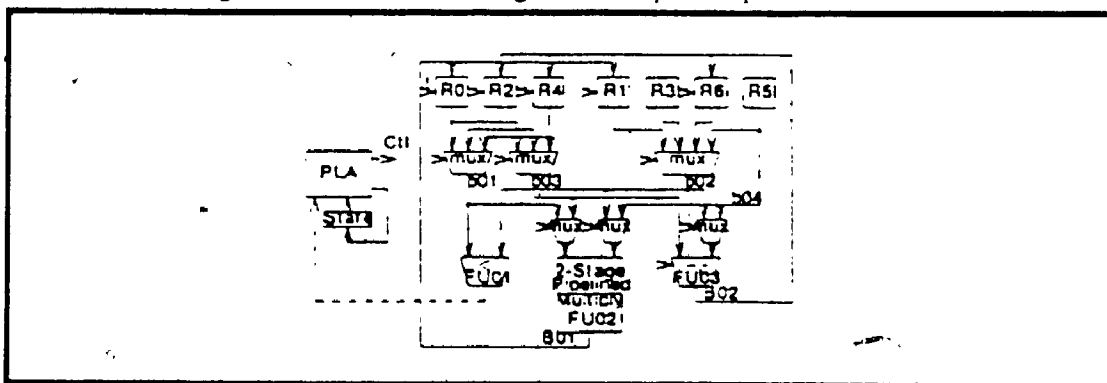 R0 R2 R4 R1 R3 R6 R5
Ctl
mux mux mux
PLA
b01 b03 b02
b04
State
mux mux mux
FU01 2-Stage FU03
Pipelined
Multiply
B02
FU02
B01